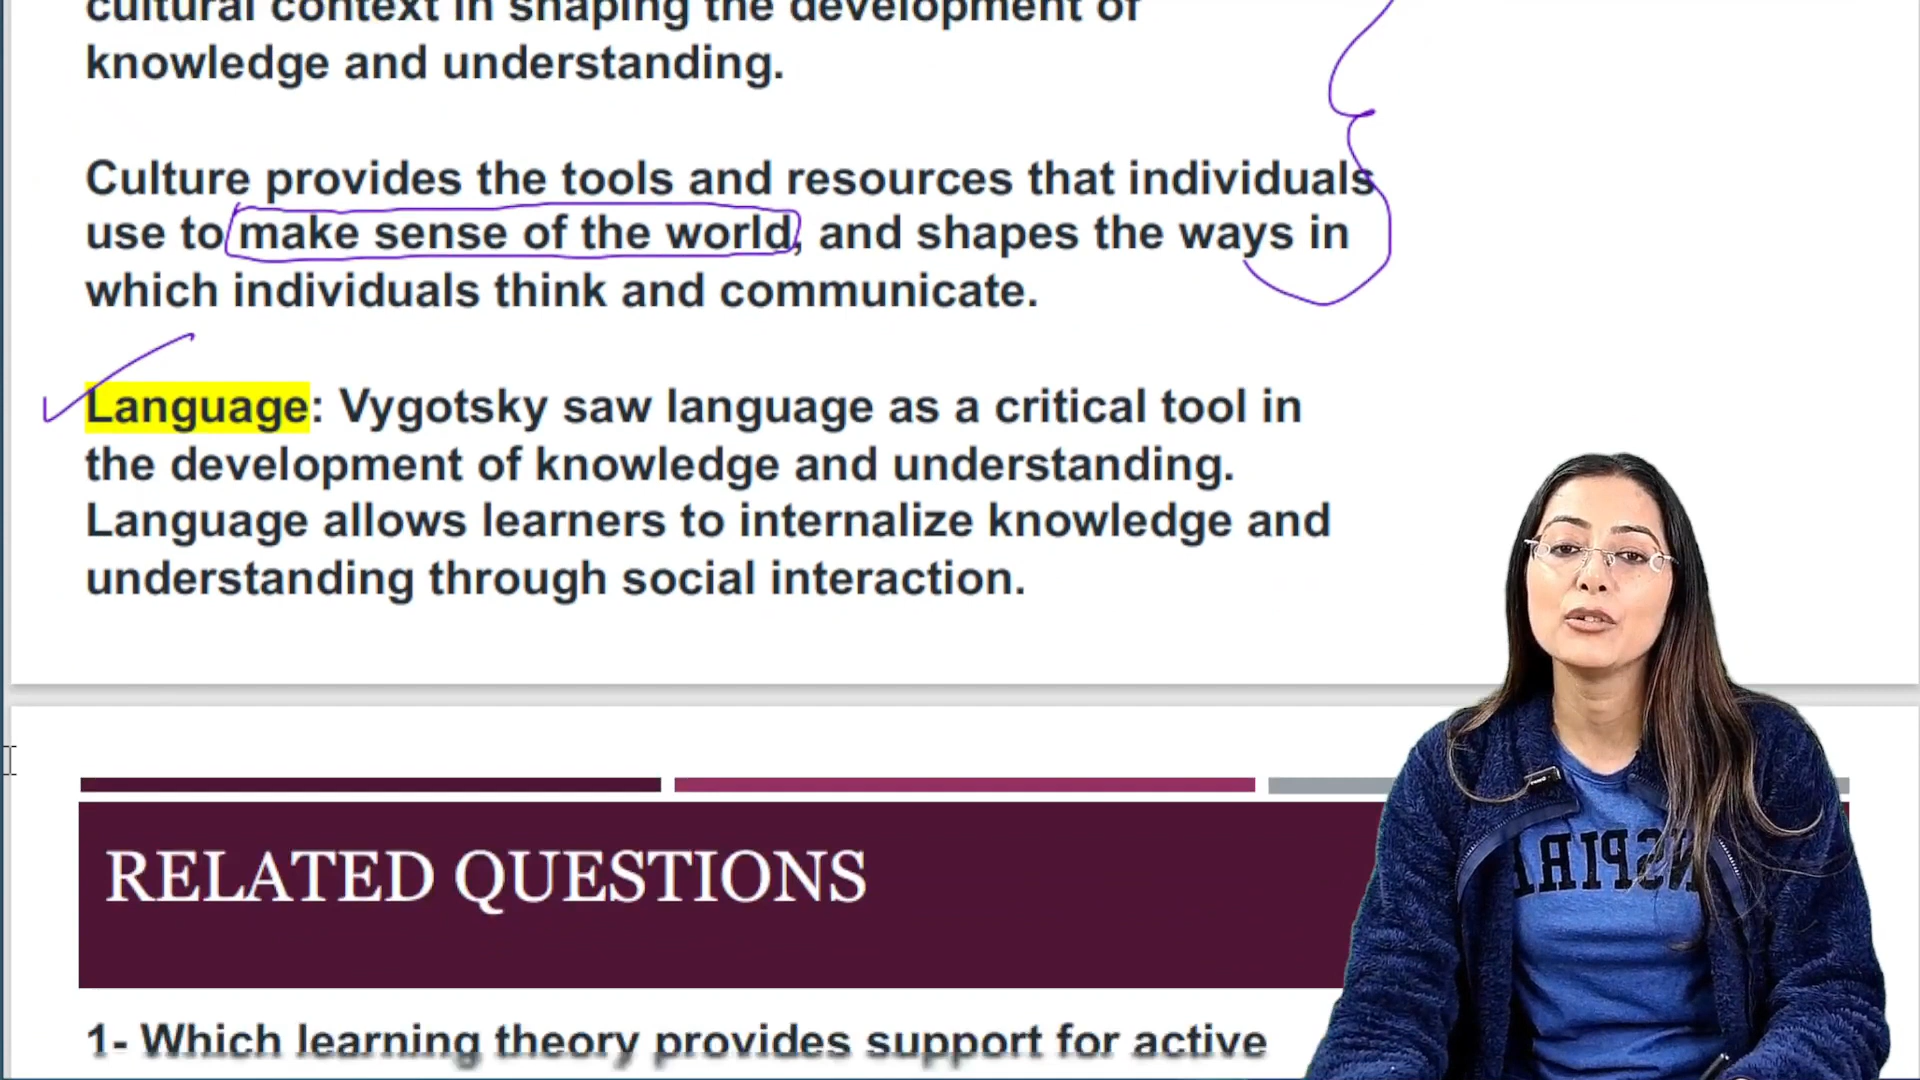 cultural context in shaping the development of
knowledge and understanding.
Culture provides the tools and resources that individuals
use to make sense of the world, and shapes the ways in
which individuals think and communicate.
Language: Vygotsky saw language as a critical tool in
the development of knowledge and understanding.
Language allows learners to internalize knowledge and
understanding through social interaction.
RELATED QUESTIONS
1- Which learning theory provides support for active